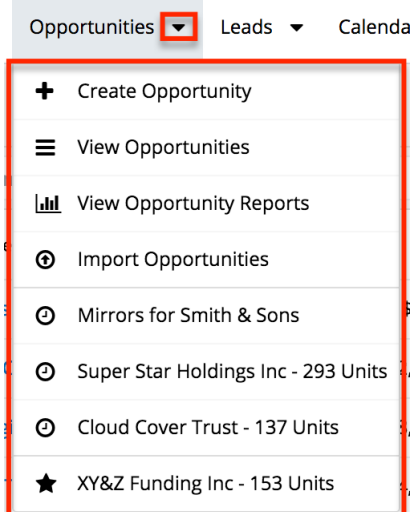 Opportunities Leads
Create Opportunity
View Opportunities
View Opportunity Reports
Import Opportunities
Mirrors for Smith & Sons
Super Star Holdings Inc - 293 Units
Cloud Cover Trust - 137 Units
XY&Z Funding Inc - 153 Units